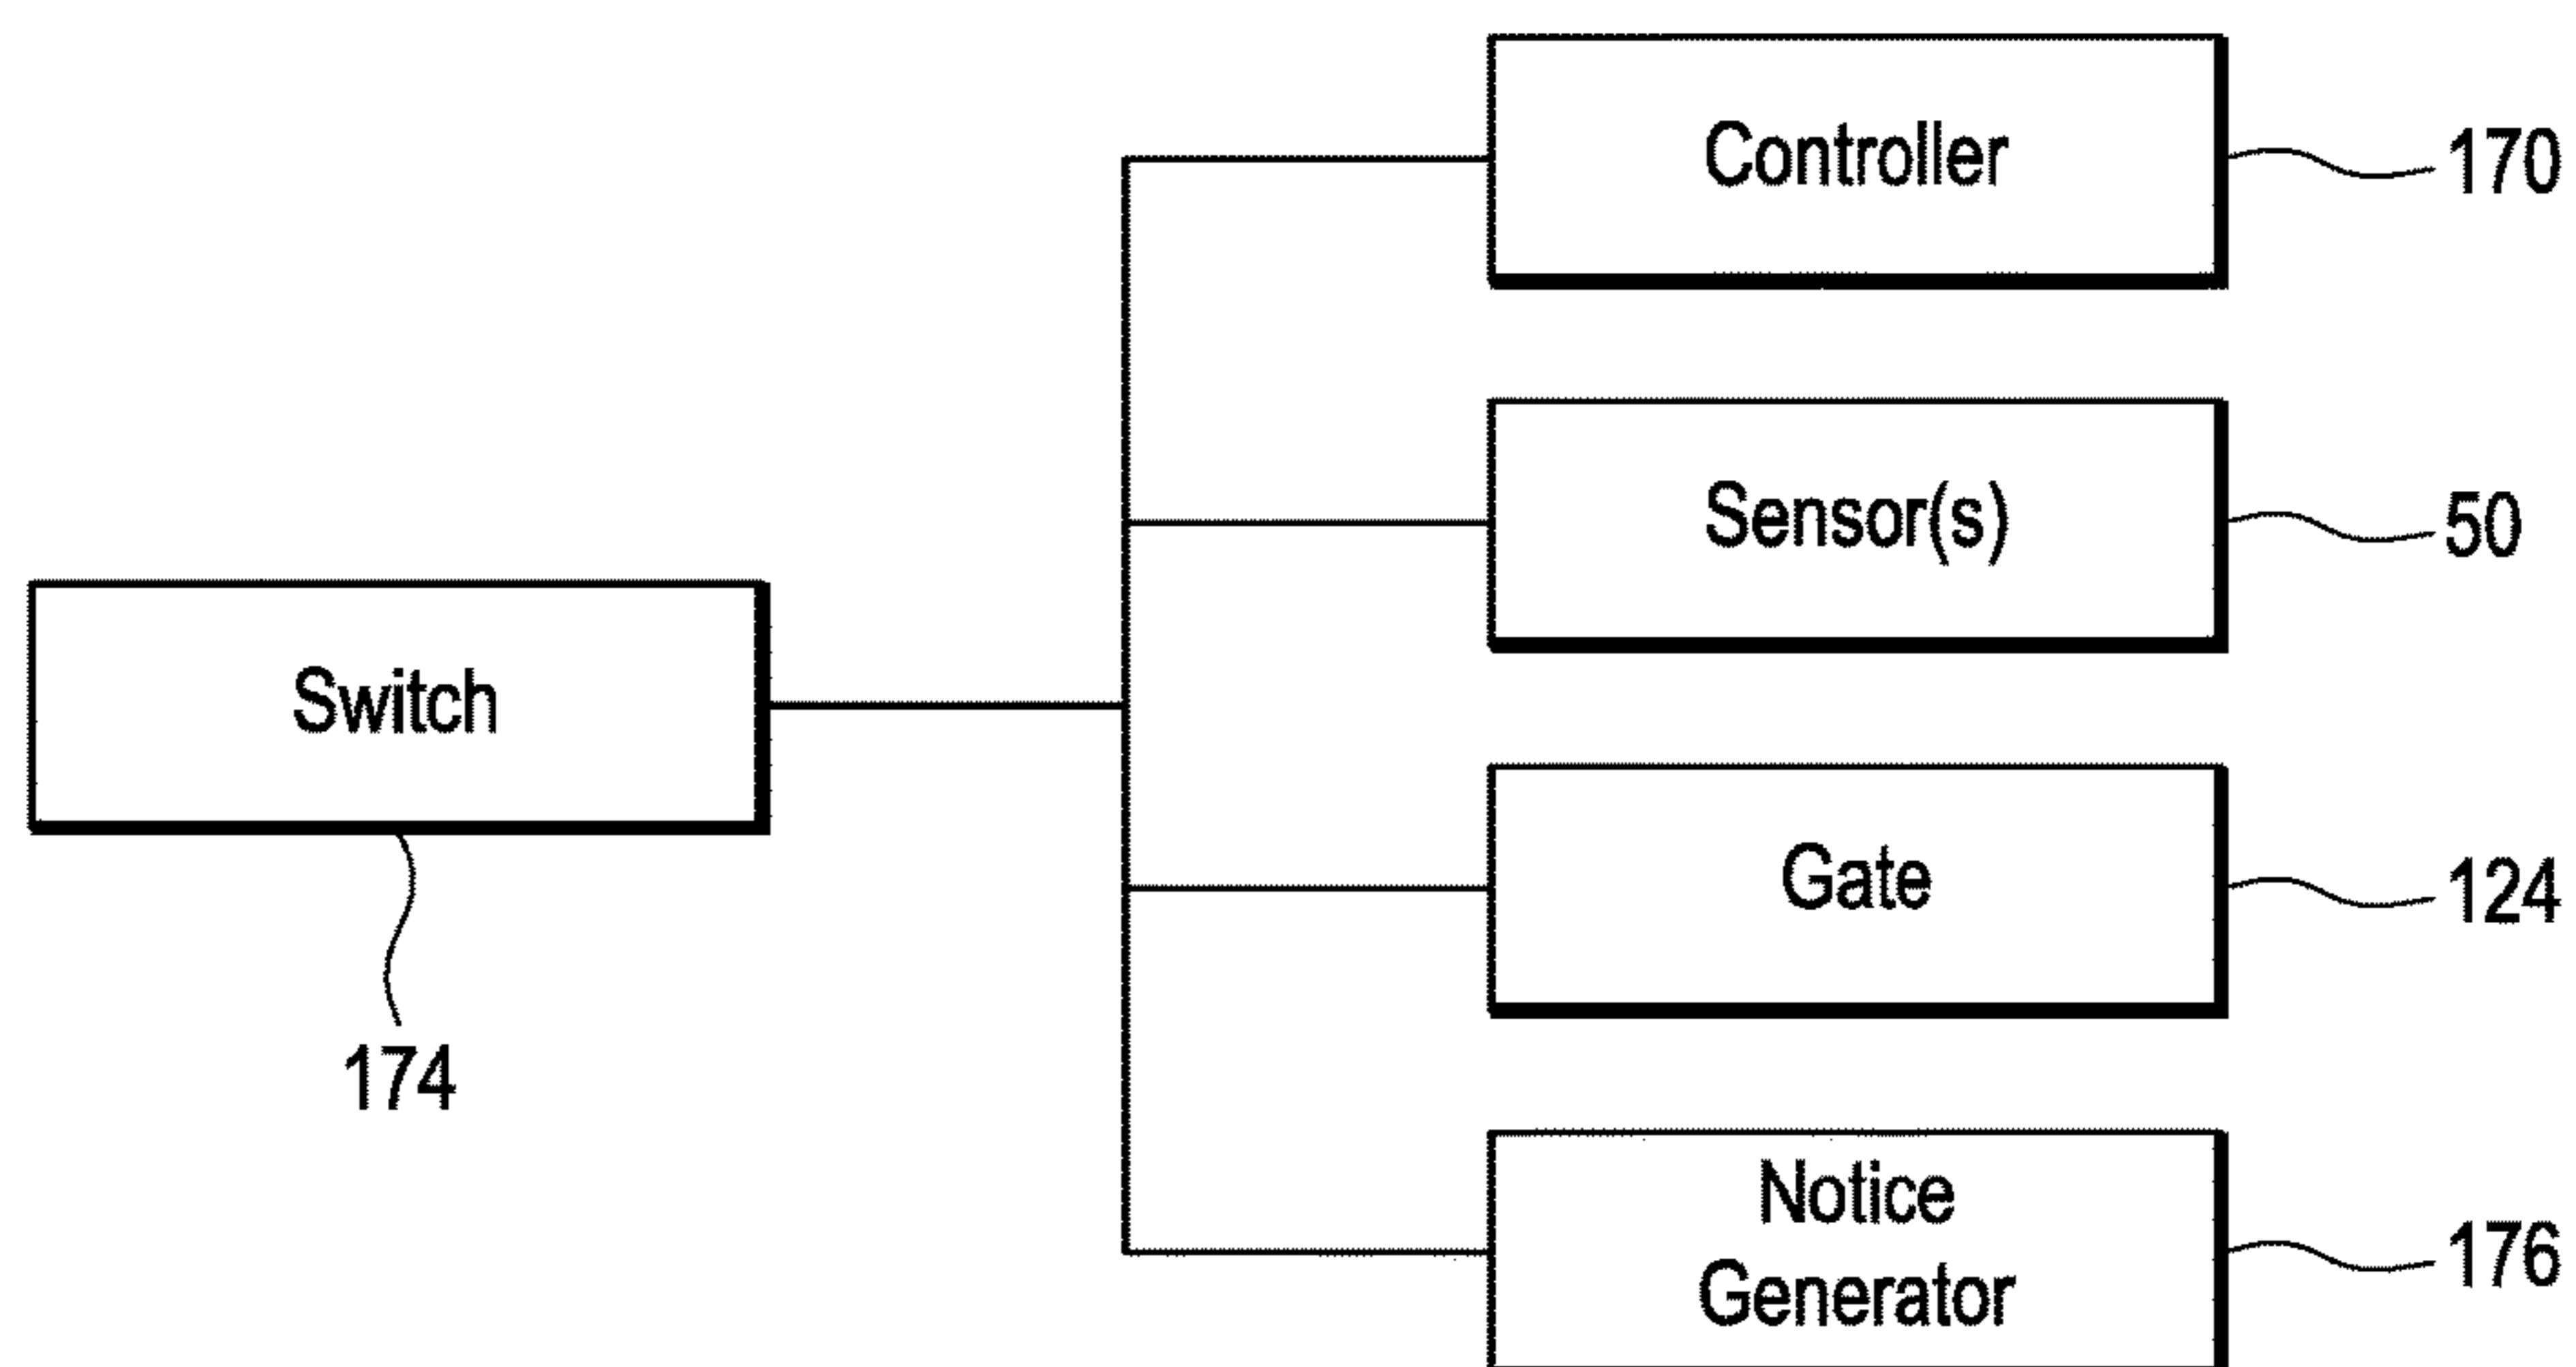 Controller
170
Sensor(s)
50
Switch
174
Gate
124
Notice
Generator
176